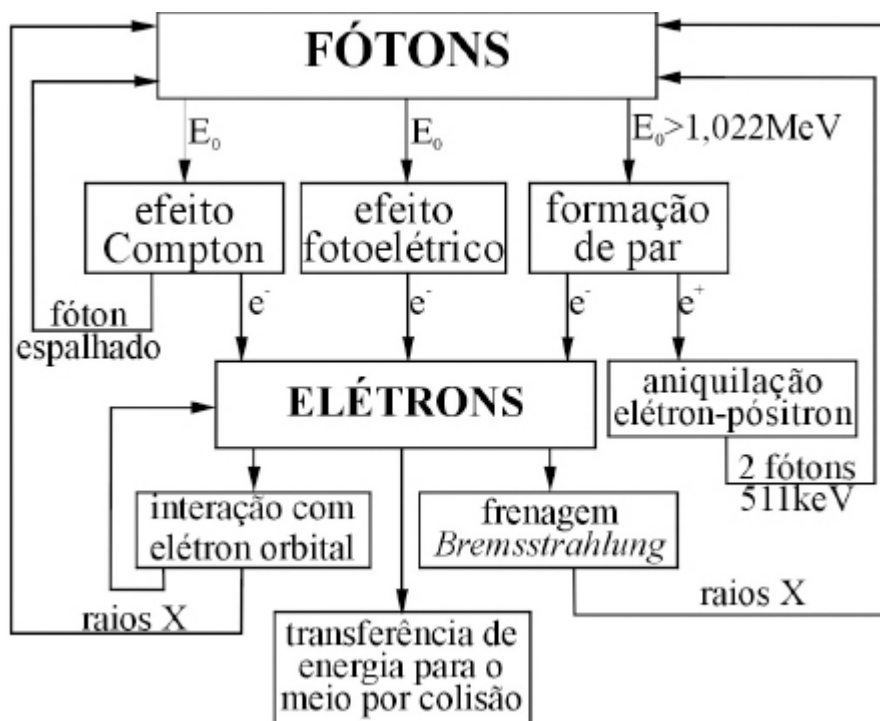 FÓTONS
E₀
E₀
E₀>1,022MeV
efeito
Compton
efeito
fotoelétrico
formação
de par
fóton
espalhado
e⁻
e⁻
e⁻
e⁺
ELÉTRONS
aniquilação
elétron-pósitron
2 fótons
511keV
interação com
elétron orbital
frenagem
Bremsstrahlung
raios X
raios X
transferência de
energia para o
meio por colisão